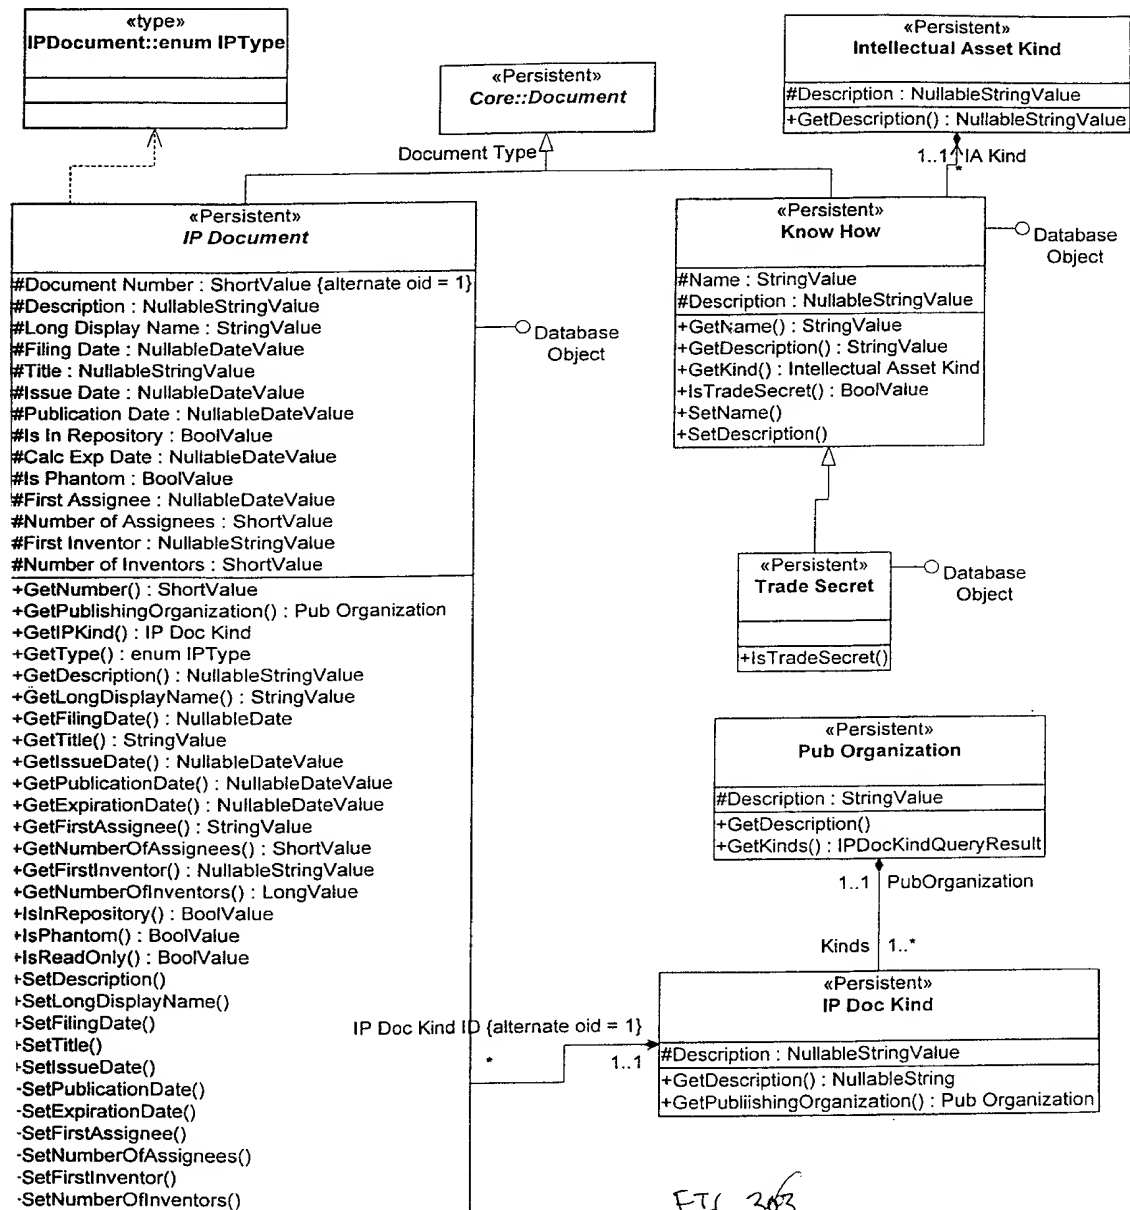 «type»
IPDocument::enum IPType
«Persistent»
Core::Document
«Persistent»
Intellectual Asset Kind
#Description : NullableStringValue
+GetDescription() : NullableStringValue
Document Type
1..1
IA Kind
*
«Persistent»
IP Document
#Document Number : ShortValue {alternate oid = 1}
#Description : NullableStringValue
#Long Display Name : StringValue
#Filing Date : NullableDateValue
#Title : NullableStringValue
#Issue Date : NullableDateValue
#Publication Date : NullableDateValue
#Is In Repository : BoolValue
#Calc Exp Date : NullableDateValue
#Is Phantom : BoolValue
#First Assignee : NullableDateValue
#Number of Assignees : ShortValue
#First Inventor : NullableStringValue
#Number of Inventors : ShortValue
+GetNumber() : ShortValue
+GetPublishingOrganization() : Pub Organization
+GetIPKind() : IP Doc Kind
+GetType() : enum IPType
+GetDescription() : NullableStringValue
+GetLongDisplayName() : StringValue
+GetFilingDate() : NullableDate
+GetTitle() : StringValue
+GetIssueDate() : NullableDateValue
+GetPublicationDate() : NullableDateValue
+GetExpirationDate() : NullableDateValue
+GetFirstAssignee() : StringValue
+GetNumberOfAssignees() : ShortValue
+GetFirstInventor() : NullableStringValue
+GetNumberOfInventors() : LongValue
+IsInRepository() : BoolValue
+IsPhantom() : BoolValue
+IsReadOnly() : BoolValue
+SetDescription()
+SetLongDisplayName()
+SetFilingDate()
+SetTitle()
+SetIssueDate()
-SetPublicationDate()
-SetExpirationDate()
-SetFirstAssignee()
-SetNumberOfAssignees()
-SetFirstInventor()
-SetNumberOfInventors()
Database
Object
«Persistent»
Know How
#Name : StringValue
#Description : NullableStringValue
+GetName() : StringValue
+GetDescription() : StringValue
+GetKind() : Intellectual Asset Kind
+IsTradeSecret() : BoolValue
+SetName()
+SetDescription()
Database
Object
«Persistent»
Trade Secret
+IsTradeSecret()
Database
Object
«Persistent»
Pub Organization
#Description : StringValue
+GetDescription()
+GetKinds() : IPDocKindQueryResult
1..1 PubOrganization
Kinds 1..*
IP Doc Kind ID {alternate oid = 1}
* 1..1
«Persistent»
IP Doc Kind
#Description : NullableStringValue
+GetDescription() : NullableString
+GetPubliishingOrganization() : Pub Organization